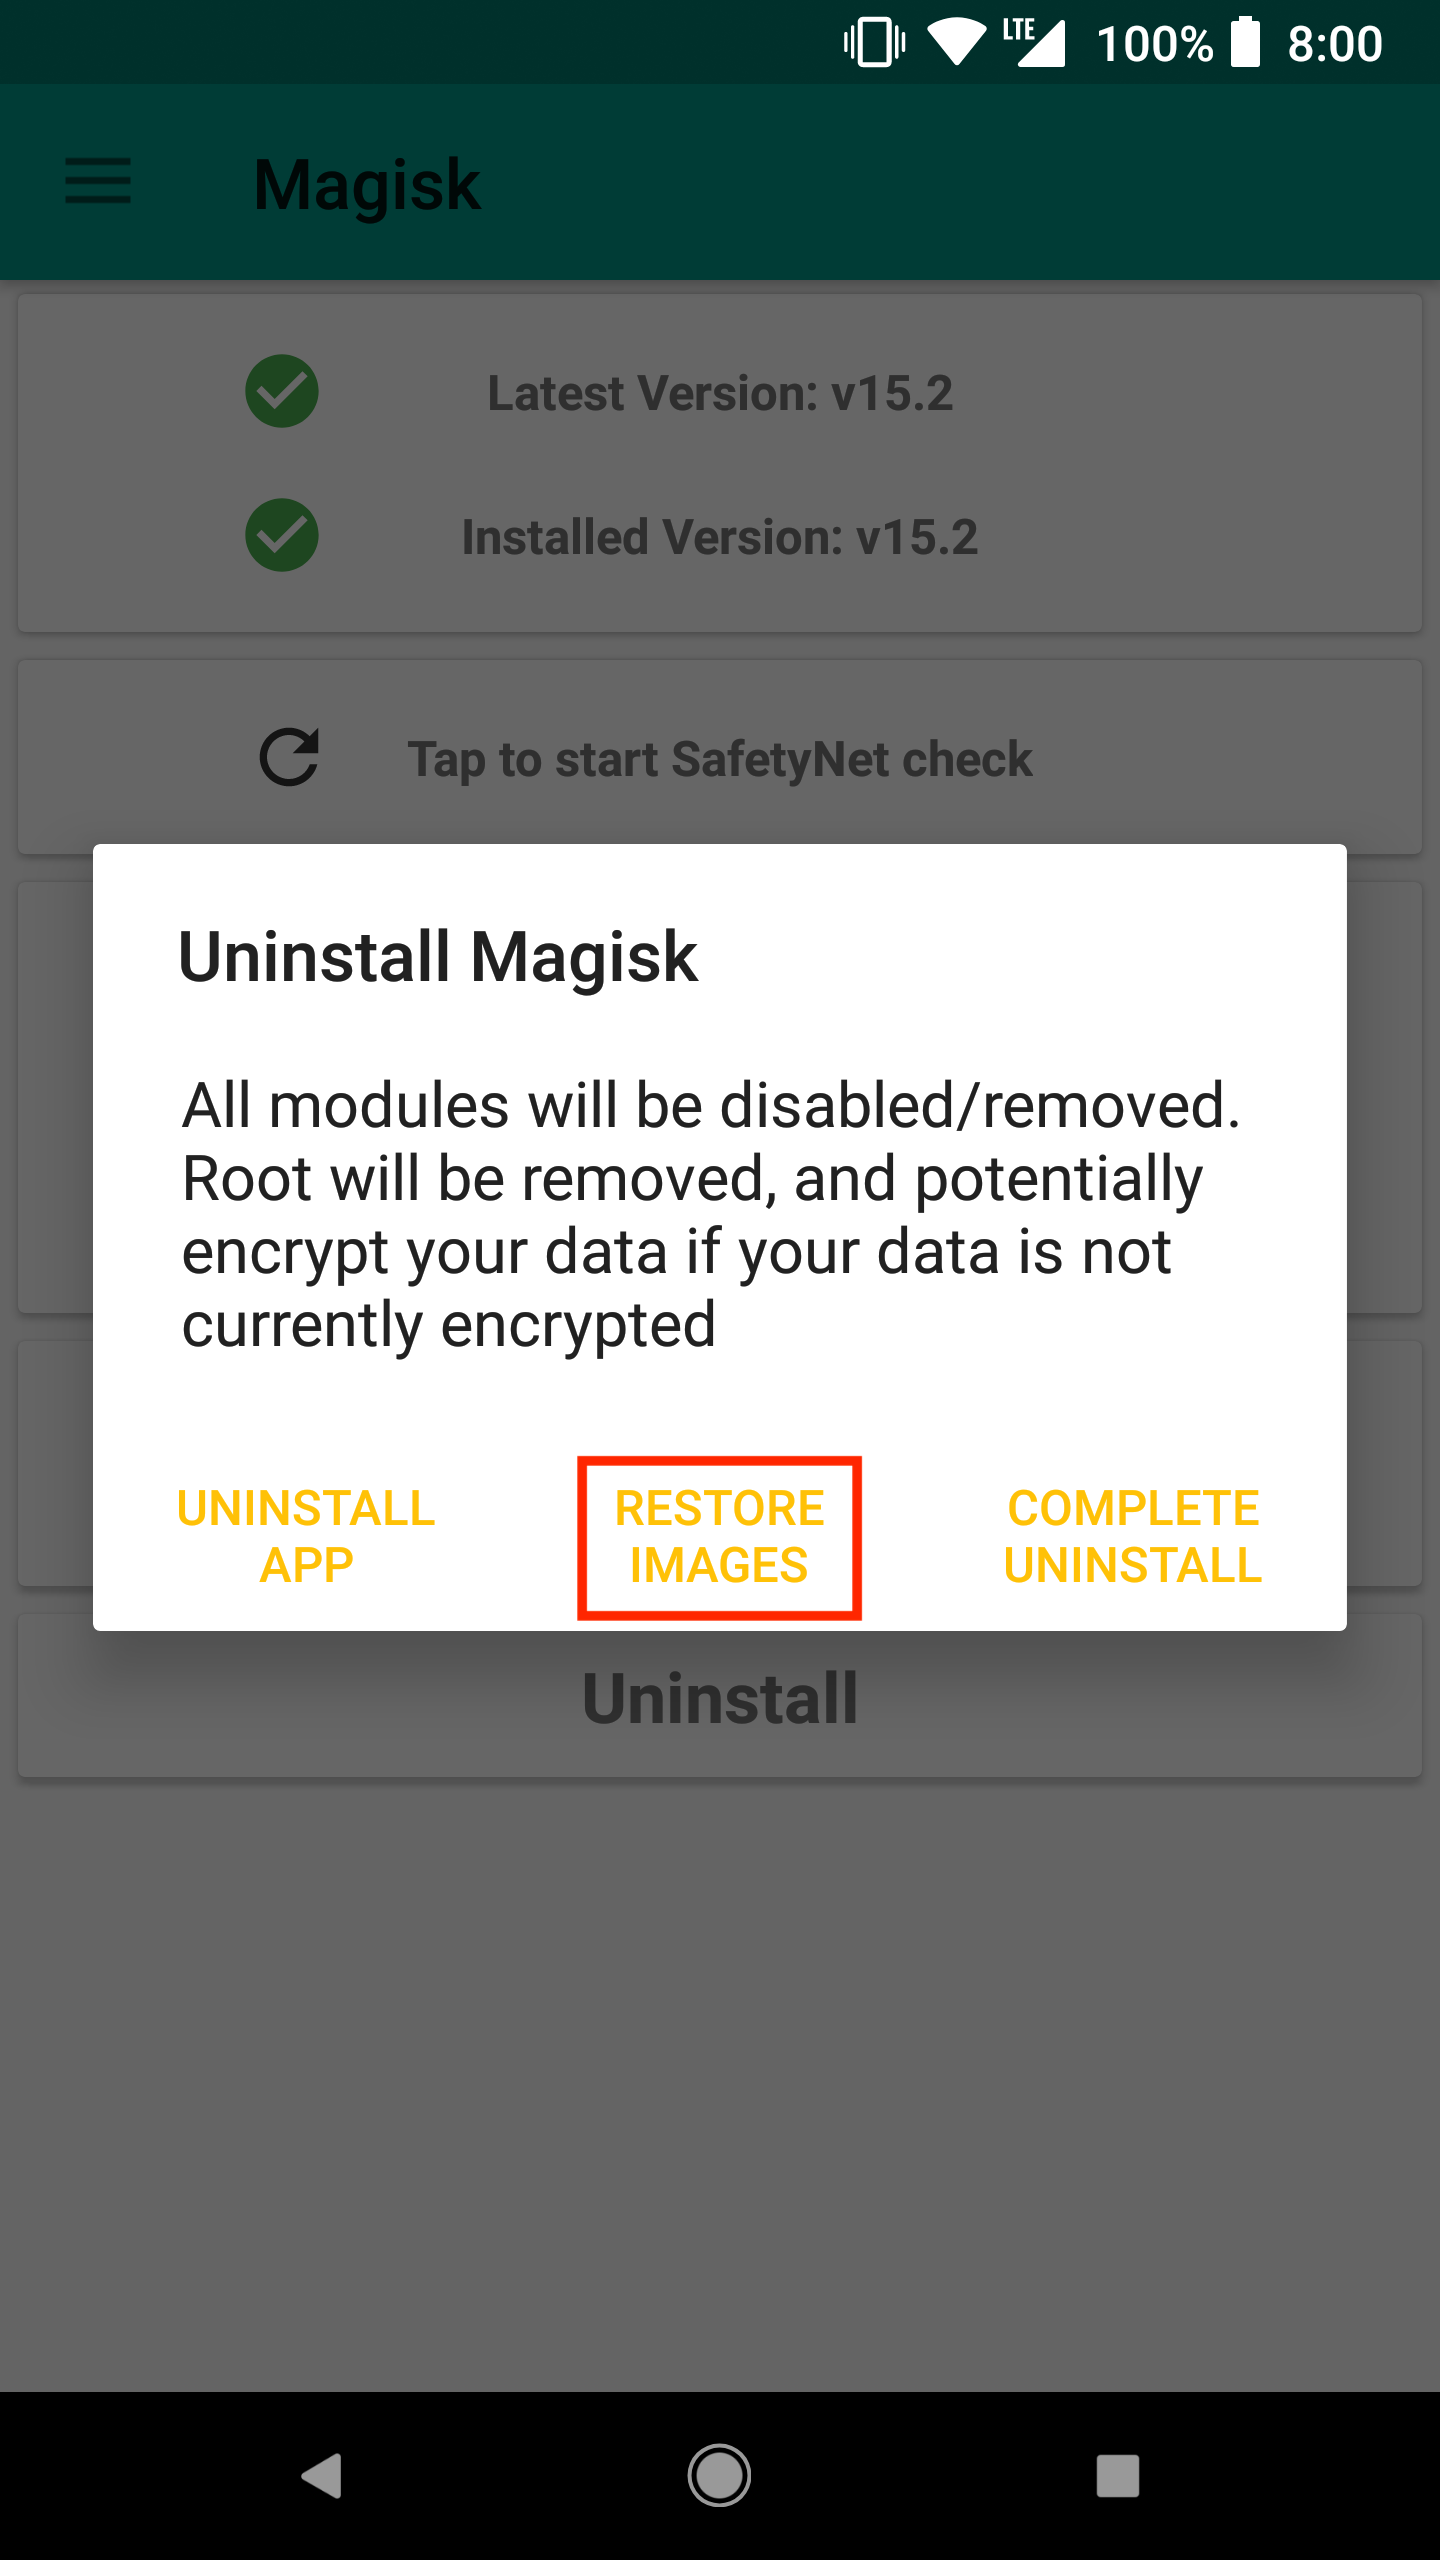 LTE 100% 8:00
Magisk
Latest Version: v15.2
Installed Version: v15.2
Tap to start SafetyNet check
Uninstall Magisk
All modules will be disabled/removed.
Root will be removed, and potentially
encrypt your data if your data is not
currently encrypted
UNINSTALL
APP
RESTORE
IMAGES
COMPLETE
UNINSTALL
Uninstall